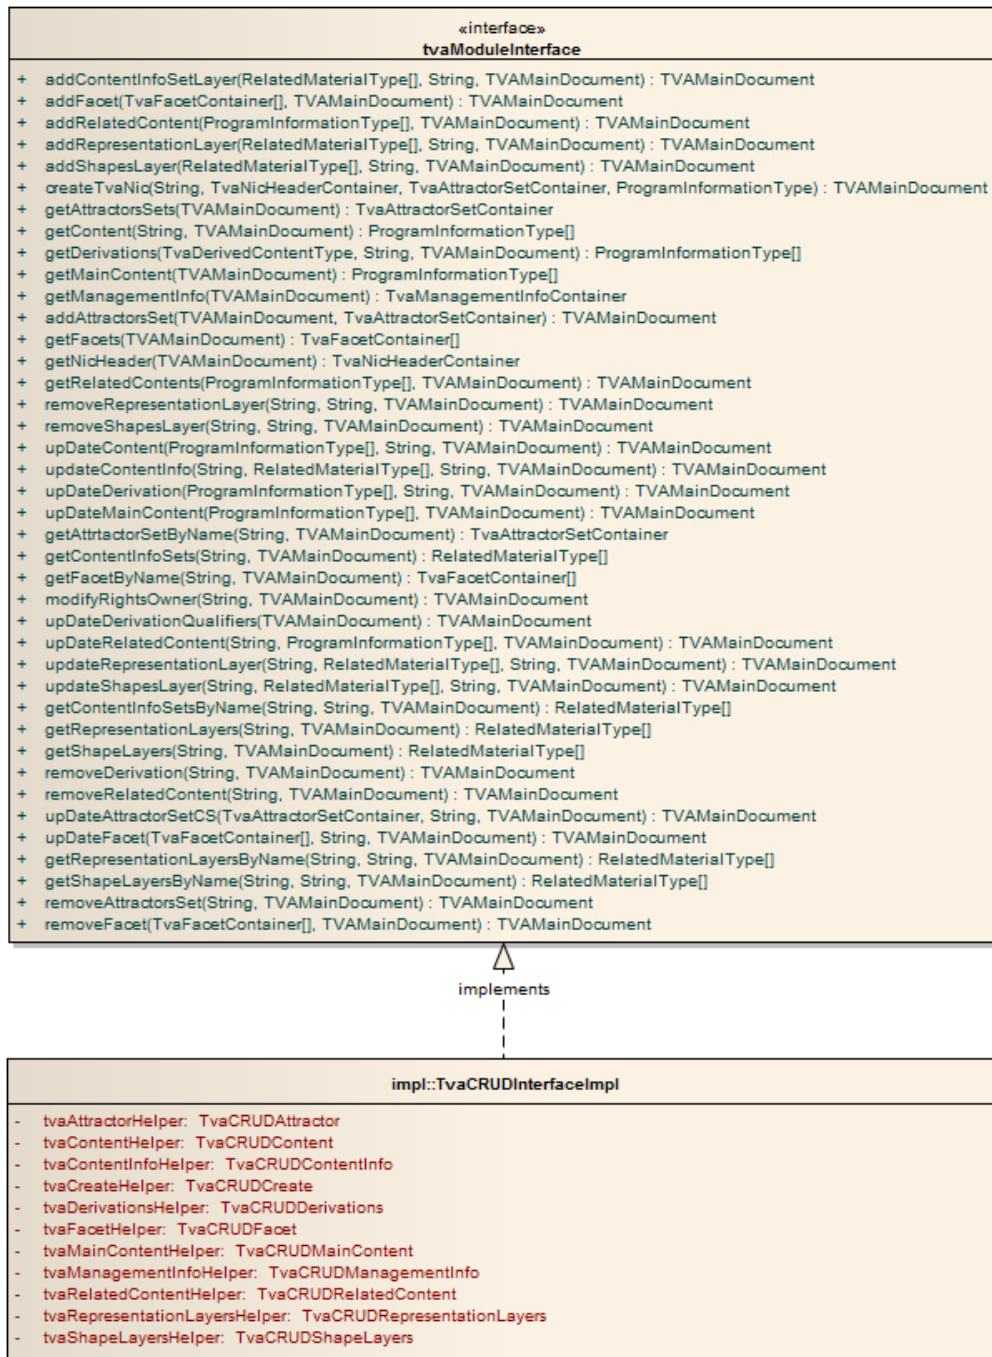 «interface»
tvaModuleInterface
+ addContentInfoSetLayer(RelatedMaterialType[], String, TVAMainDocument) : TVAMainDocument
+ addFacet(TvaFacetContainer[], TVAMainDocument) : TVAMainDocument
+ addRelatedContent(ProgramInformationType[], TVAMainDocument) : TVAMainDocument
+ addRepresentationLayer(RelatedMaterialType[], String, TVAMainDocument) : TVAMainDocument
+ addShapesLayer(RelatedMaterialType[], String, TVAMainDocument) : TVAMainDocument
+ createTvaNic(String, TvaNicHeaderContainer, TvaAttractorSetContainer, ProgramInformationType) : TVAMainDocument
+ getAttractorsSets(TVAMainDocument) : TvaAttractorSetContainer
+ getContent(String, TVAMainDocument) : ProgramInformationType[]
+ getDerivations(TvaDerivedContentType, String, TVAMainDocument) : ProgramInformationType[]
+ getMainContent(TVAMainDocument) : ProgramInformationType[]
+ getManagementInfo(TVAMainDocument) : TvaManagementInfoContainer
+ addAttractorsSet(TVAMainDocument, TvaAttractorSetContainer) : TVAMainDocument
+ getFacets(TVAMainDocument) : TvaFacetContainer[]
+ getNicHeader(TVAMainDocument) : TvaNicHeaderContainer
+ getRelatedContents(ProgramInformationType[], TVAMainDocument) : TVAMainDocument
+ removeRepresentationLayer(String, String, TVAMainDocument) : TVAMainDocument
+ removeShapesLayer(String, String, TVAMainDocument) : TVAMainDocument
+ upDateContent(ProgramInformationType[], String, TVAMainDocument) : TVAMainDocument
+ updateContentInfo(String, RelatedMaterialType[], String, TVAMainDocument) : TVAMainDocument
+ upDateDerivation(ProgramInformationType[], String, TVAMainDocument) : TVAMainDocument
+ upDateMainContent(ProgramInformationType[], TVAMainDocument) : TVAMainDocument
+ getAttrtactorSetByName(String, TVAMainDocument) : TvaAttractorSetContainer
+ getContentInfoSets(String, TVAMainDocument) : RelatedMaterialType[]
+ getFacetByName(String, TVAMainDocument) : TvaFacetContainer[]
+ modifyRightsOwner(String, TVAMainDocument) : TVAMainDocument
+ upDateDerivationQualifiers(TVAMainDocument) : TVAMainDocument
+ upDateRelatedContent(String, ProgramInformationType[], TVAMainDocument) : TVAMainDocument
+ updateRepresentationLayer(String, RelatedMaterialType[], String, TVAMainDocument) : TVAMainDocument
+ updateShapesLayer(String, RelatedMaterialType[], String, TVAMainDocument) : TVAMainDocument
+ getContentInfoSetsByName(String, String, TVAMainDocument) : RelatedMaterialType[]
+ getRepresentationLayers(String, TVAMainDocument) : RelatedMaterialType[]
+ getShapeLayers(String, TVAMainDocument) : RelatedMaterialType[]
+ removeDerivation(String, TVAMainDocument) : TVAMainDocument
+ removeRelatedContent(String, TVAMainDocument) : TVAMainDocument
+ upDateAttractorSetCS(TvaAttractorSetContainer, String, TVAMainDocument) : TVAMainDocument
+ upDateFacet(TvaFacetContainer[], String, TVAMainDocument) : TVAMainDocument
+ getRepresentationLayersByName(String, String, TVAMainDocument) : RelatedMaterialType[]
+ getShapeLayersByName(String, String, TVAMainDocument) : RelatedMaterialType[]
+ removeAttractorsSet(String, TVAMainDocument) : TVAMainDocument
+ removeFacet(TvaFacetContainer[], TVAMainDocument) : TVAMainDocument
implements
impl::TvaCRUDInterfaceImpl
- tvaAttractorHelper: TvaCRUDAttractor
- tvaContentHelper: TvaCRUDContent
- tvaContentInfoHelper: TvaCRUDContentInfo
- tvaCreateHelper: TvaCRUDCreate
- tvaDerivationsHelper: TvaCRUDDerivations
- tvaFacetHelper: TvaCRUDFacet
- tvaMainContentHelper: TvaCRUDMainContent
- tvaManagementInfoHelper: TvaCRUDManagementInfo
- tvaRelatedContentHelper: TvaCRUDRelatedContent
- tvaRepresentationLayersHelper: TvaCRUDRepresentationLayers
- tvaShapeLayersHelper: TvaCRUDShapeLayers